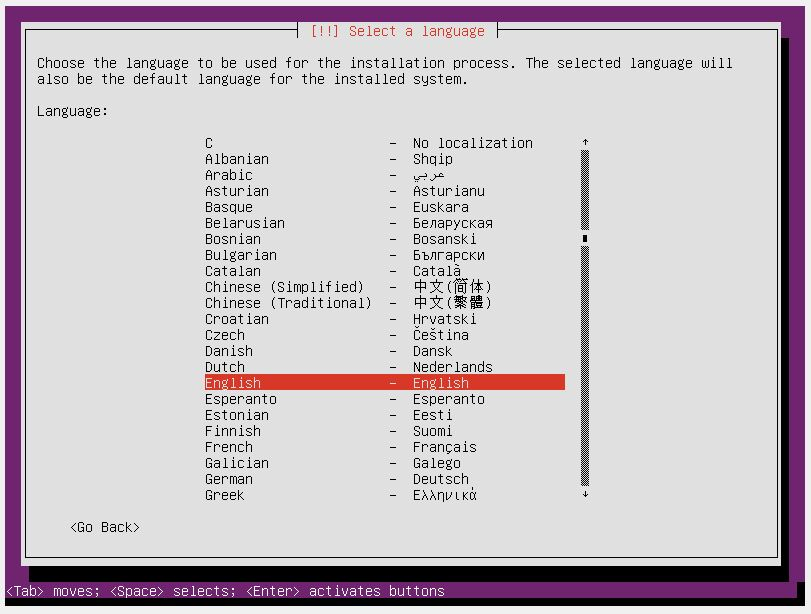 [!!] Select a language
Choose the language to be used for the installation process. The selected language will
also be the default language for the installed system.
Language:
C - No localization
Albanian - Shqip
Arabic - عربي
Asturian - Asturianu
Basque - Euskara
Belarusian - Беларуская
Bosnian - Bosanski
Bulgarian - Български
Catalan - Català
Chinese (Simplified) - 中文(简体)
Chinese (Traditional) - 中文(繁體)
Croatian - Hrvatski
Czech - Čeština
Danish - Dansk
Dutch - Nederlands
English - English
Esperanto - Esperanto
Estonian - Eesti
Finnish - Suomi
French - Français
Galician - Galego
German - Deutsch
Greek - Ελληνικά
<Go Back>
<Tab> moves; <Space> selects; <Enter> activates buttons